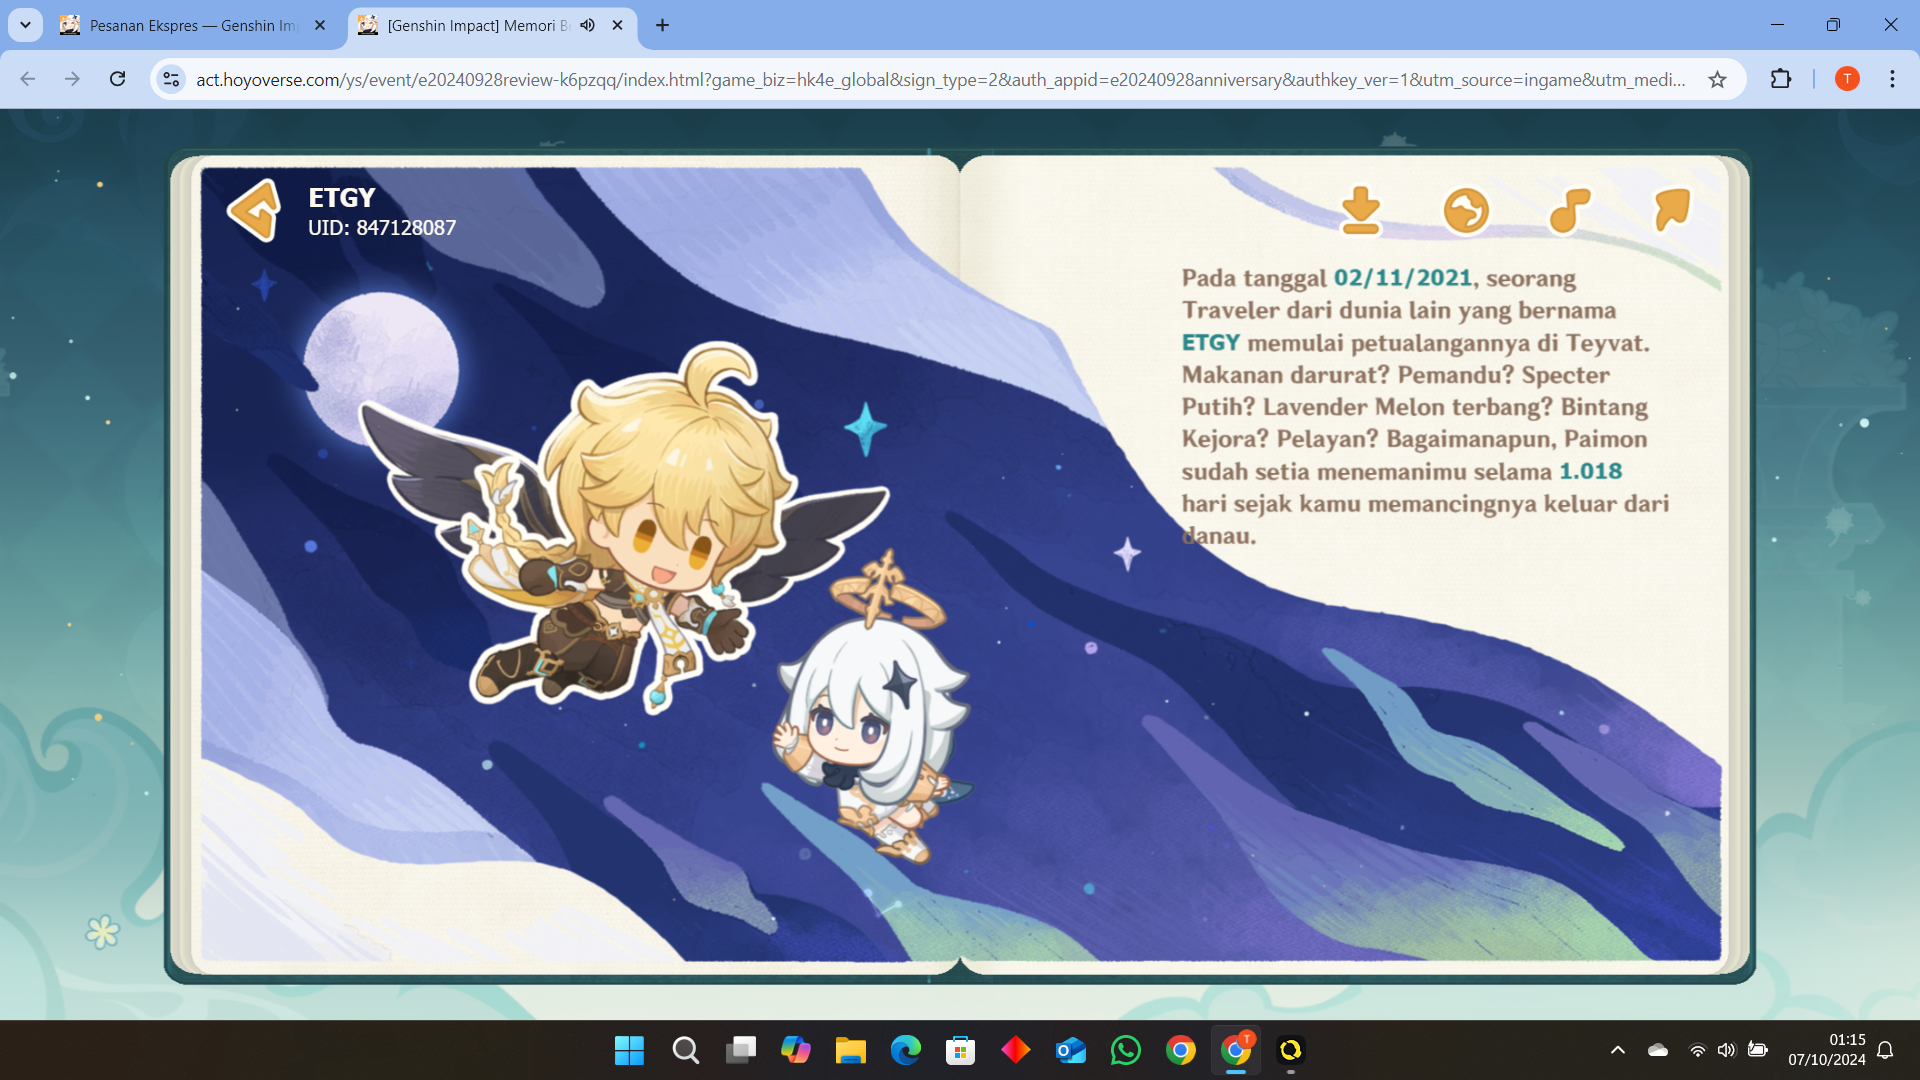 Pesanan Ekspres — Genshin Im
[Genshin Impact] Memori B
act.hoyoverse.com/ys/event/e20240928review-k6pzqq/index.html?game_biz=hk4e_global&sign_type=2&auth_appid=e20240928anniversary&authkey_ver=1&utm_source=ingame&utm_medi...
T
ETGY
UID: 847128087
Pada tanggal 02/11/2021, seorang
Traveler dari dunia lain yang bernama
ETGY memulai petualangannya di Teyvat.
Makanan darurat? Pemandu? Specter
Putih? Lavender Melon terbang? Bintang
Kejora? Pelayan? Bagaimanapun, Paimon
sudah setia menemanimu selama 1.018
hari sejak kamu memancingnya keluar dari
danau.
T
01:15
07/10/2024